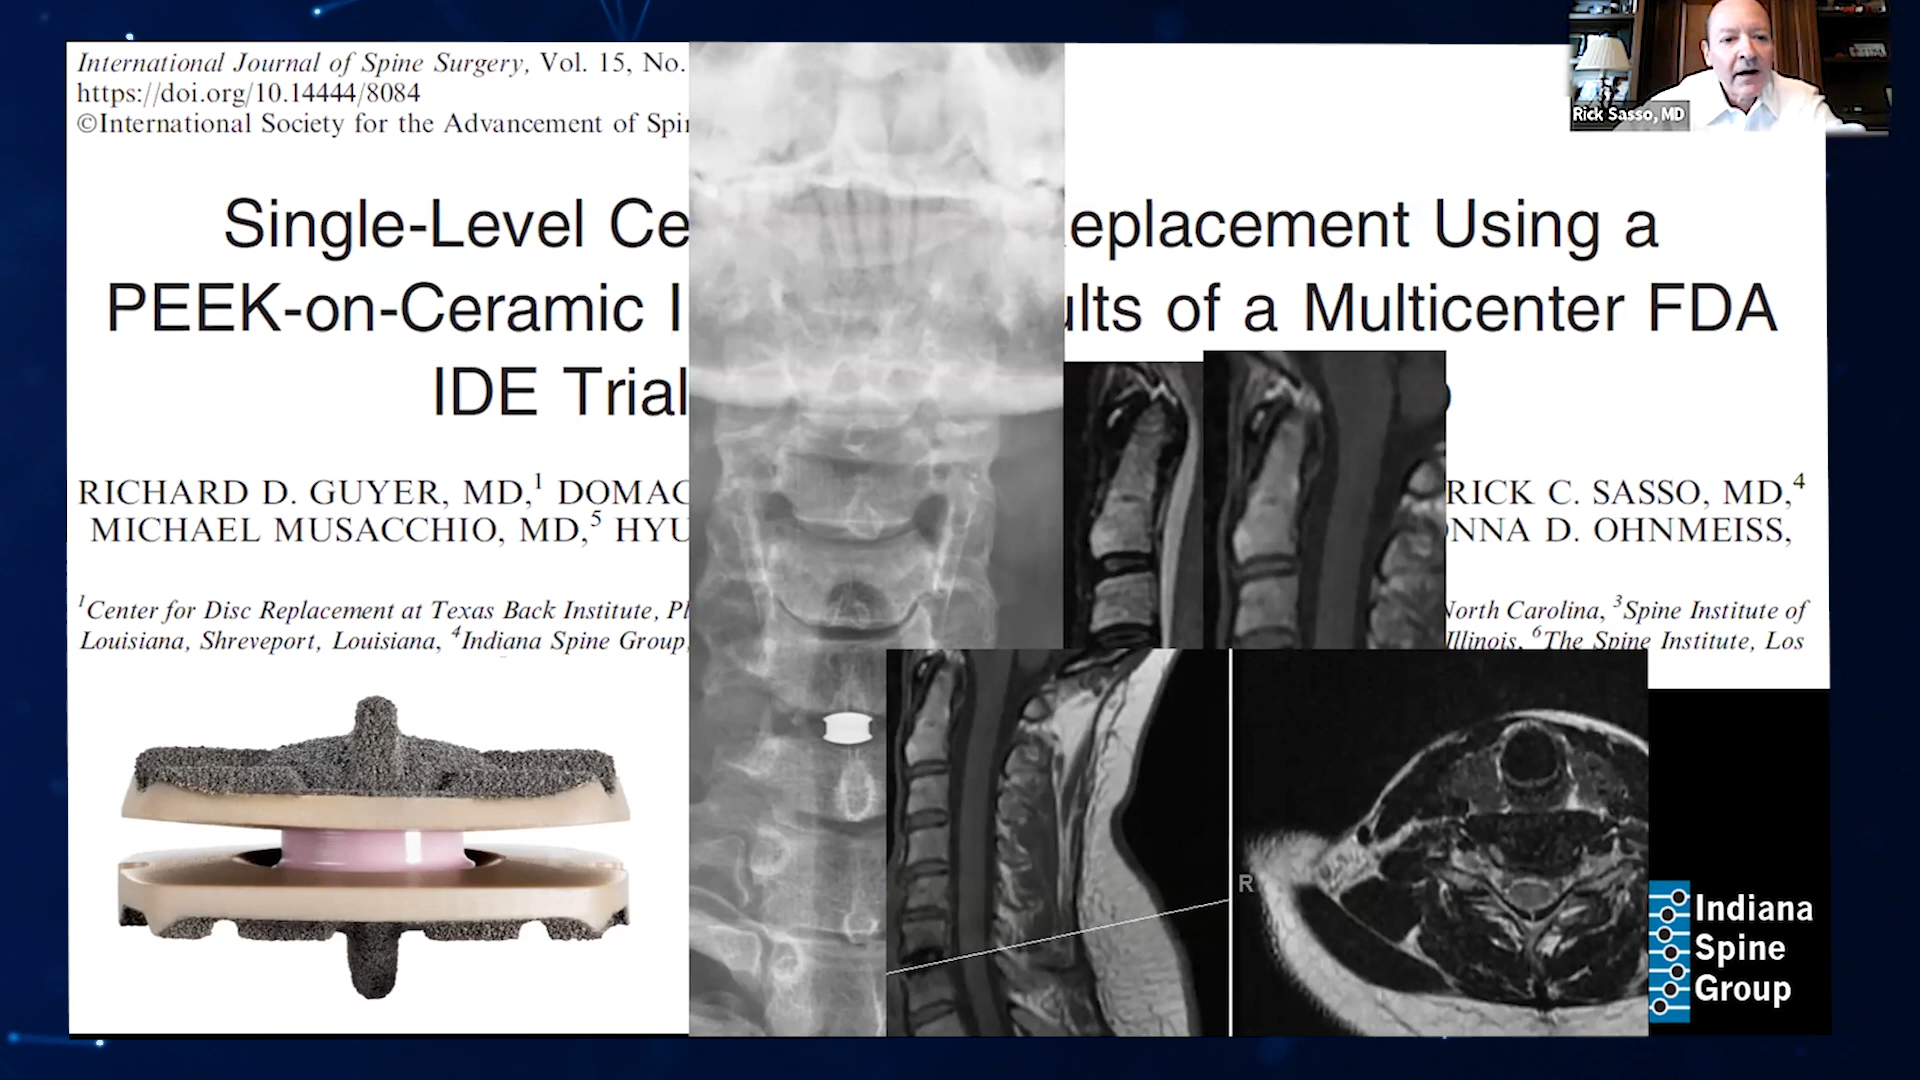 International Journal of Spine Surgery, Vol. 15, No.
https://doi.org/10.14444/8084
©International Society for the Advancement of Spi
Rick Sasso, MD
Single-Level Ce eplacement Using a
PEEK-on-Ceramic I ults of a Multicenter FDA
IDE Trial
RICHARD D. GUYER, MD,1 DOMAC RICK C. SASSO, MD,4
MICHAEL MUSACCHIO, MD,5 HYU NNA D. OHNMEISS,
1Center for Disc Replacement at Texas Back Institute, Pl North Carolina, 3Spine Institute of
Louisiana, Shreveport, Louisiana, 4Indiana Spine Group, Illinois, 6The Spine Institute, Los
R
Indiana
Spine
Group